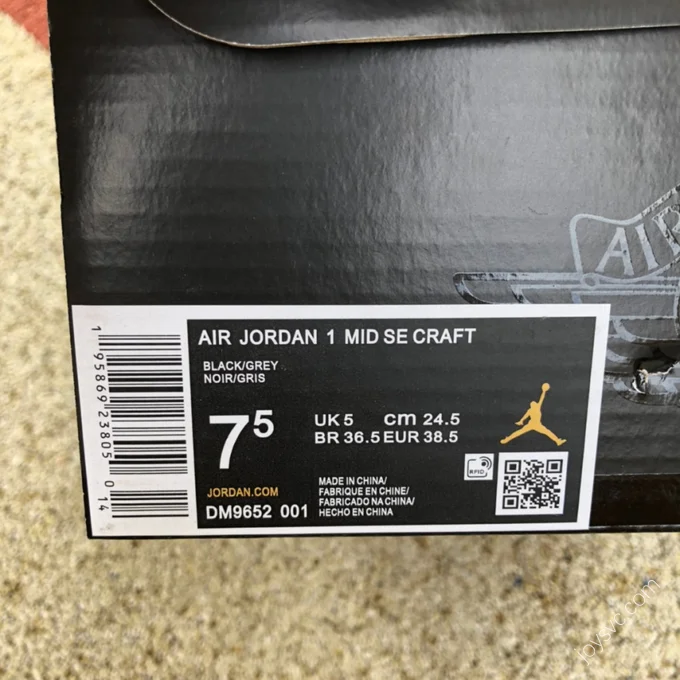 AIR
AIR JORDAN 1 MID SE CRAFT
BLACK/GREY
NOIR/GRIS
7 5
UK 5 cm 24.5
BR 36.5 EUR 38.5
RFID
JORDAN.COM
DM9652 001
MADE IN CHINA/
FABRIQUE EN CHINE/
FABRICADO NA CHINA/
HECHO EN CHINA
1 95869 23805 0 14
joysvc.com